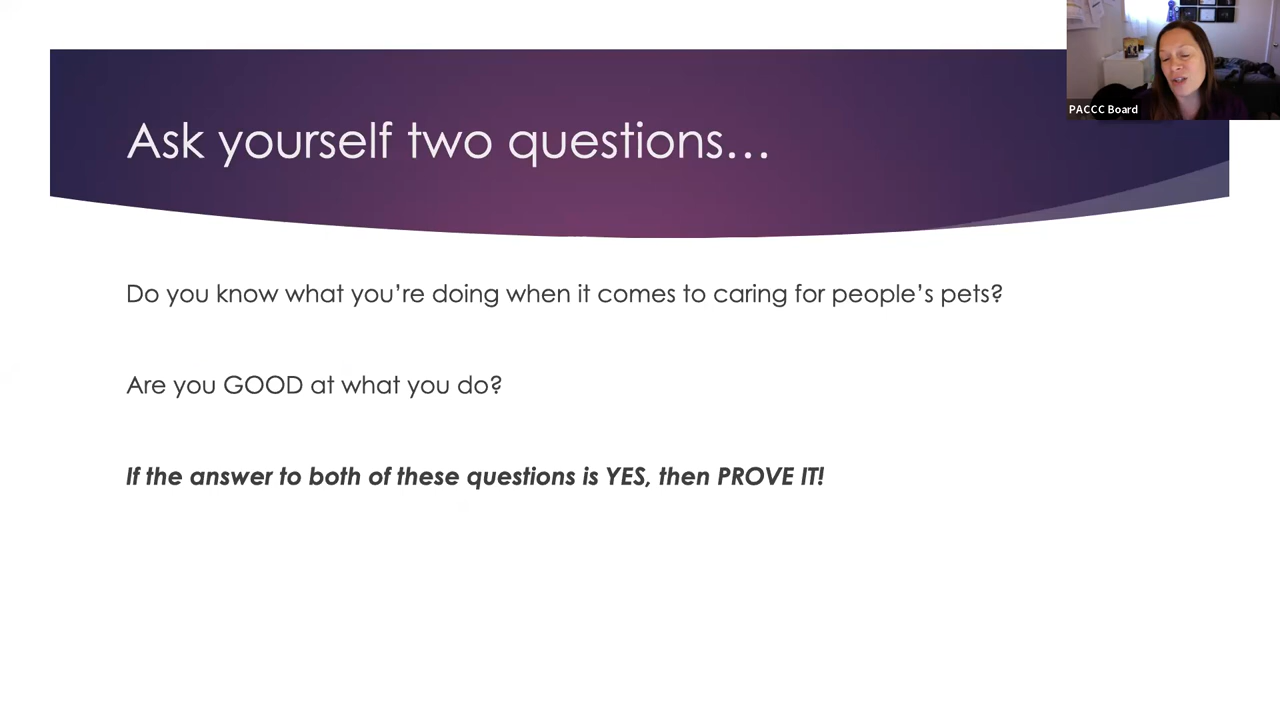 Ask yourself two questions…
PACCC Board
Do you know what you’re doing when it comes to caring for people’s pets?
Are you GOOD at what you do?
If the answer to both of these questions is YES, then PROVE IT!